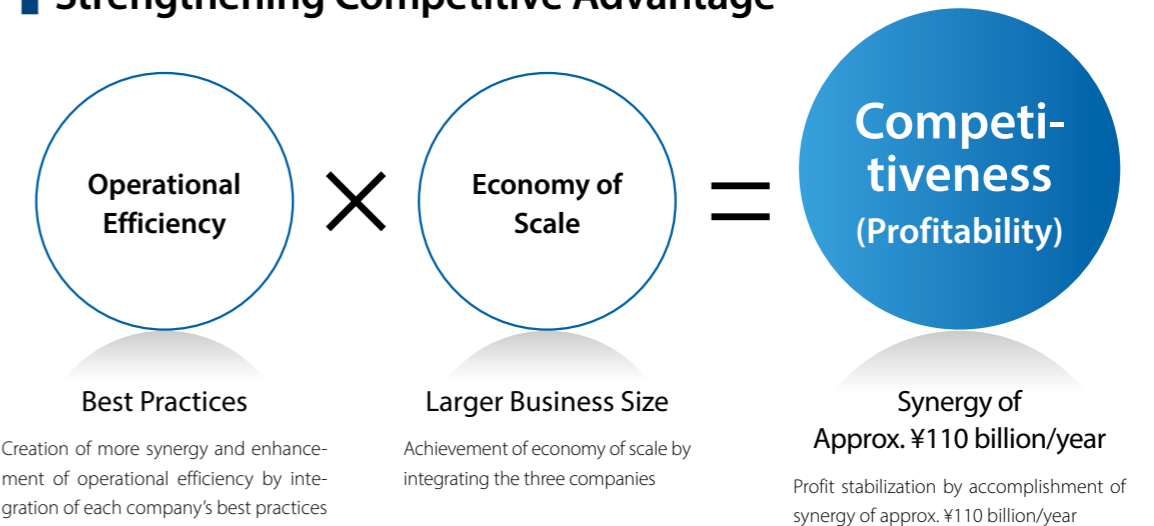 Strengthening Competitive Advantage
Operational
Efficiency
×
Economy of
Scale
=
Competi-
tiveness
(Profitability)
Best Practices
Creation of more synergy and enhance-
ment of operational efficiency by inte-
gration of each company’s best practices
Larger Business Size
Achievement of economy of scale by
integrating the three companies
Synergy of
Approx. ¥110 billion/year
Profit stabilization by accomplishment of
synergy of approx. ¥110 billion/year